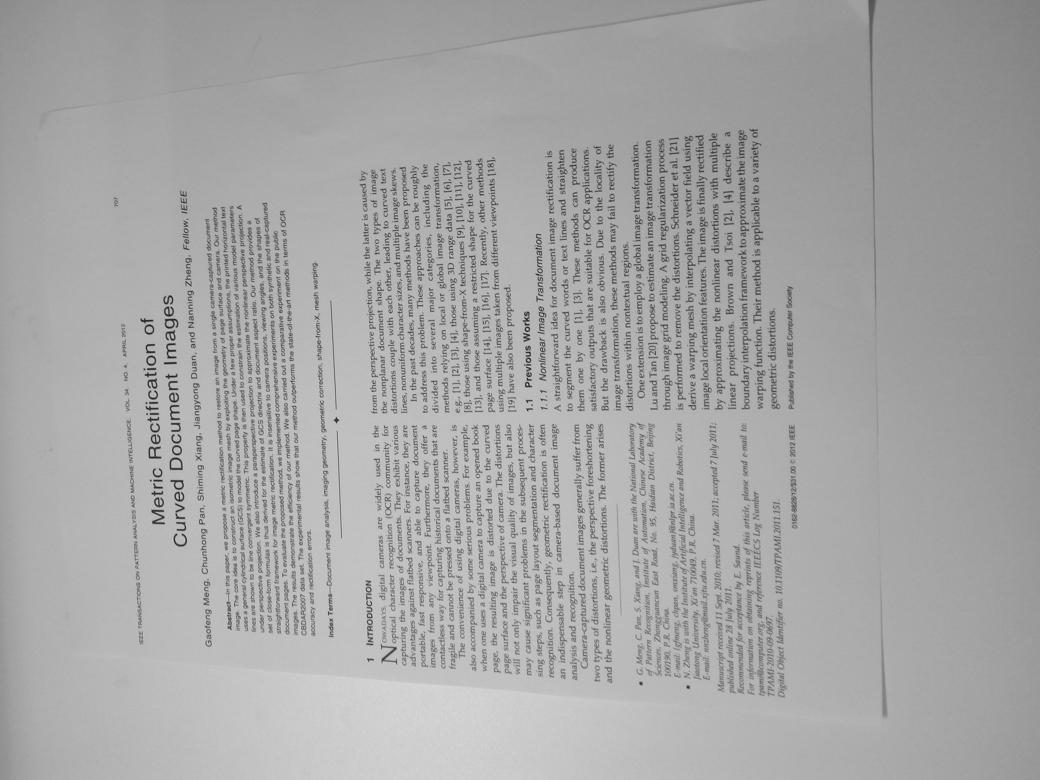 IEEE TRANSACTIONS ON PATTERN ANALYSIS AND MACHINE INTELLIGENCE, VOL. 34, NO. 4, APRIL 2012
707
Metric Rectification of
Curved Document Images
Gaofeng Meng, Chunhong Pan, Shiming Xiang, Jiangyong Duan, and Nanning Zheng, Fellow, IEEE
Abstract—In this paper, we propose a metric rectification method to restore an image from a single camera-captured document
image. The core idea is to construct an isometric image mesh by exploiting the geometry of page surface and camera. Our method
uses a general cylindrical surface (GCS) to model the curved page shape. Under a few proper assumptions, the printed horizontal text
lines are shown to be line convergent symmetric. This property is then used to constrain the estimation of various model parameters
under perspective projection. We also introduce a paraperspective projection to approximate the nonlinear perspective projection. A
set of close-form formulas is thus derived for the estimate of GCS directrix and document aspect ratio. Our method provides a
straightforward framework for image metric rectification. It is insensitive to camera positions, viewing angles, and the shapes of
document pages. To evaluate the proposed method, we implemented comprehensive experiments on both synthetic and real-captured
images. The results demonstrate the efficiency of our method. We also carried out a comparative experiment on the public
CBDAR2007 data set. The experimental results show that our method outperforms the state-of-the-art methods in terms of OCR
accuracy and rectification errors.
Index Terms—Document image analysis, imaging geometry, geometric correction, shape-from-X, mesh warping.
1 INTRODUCTION
NOWADAYS, digital cameras are widely used in the
optical character recognition (OCR) community for
capturing the images of documents. They exhibit various
advantages against flatbed scanners. For instance, they are
portable, fast responsive, and able to capture document
images from any viewpoint. Furthermore, they offer a
contactless way for capturing historical documents that are
fragile and cannot be pressed onto a flatbed scanner.
The convenience of using digital cameras, however, is
also accompanied by some serious problems. For example,
when one uses a digital camera to capture an opened book
page, the resulting image is distorted due to the curved
page surface and the perspective of camera. The distortions
will not only impair the visual quality of images, but also
may cause significant problems in the subsequent proces-
sing steps, such as page layout segmentation and character
recognition. Consequently, geometric rectification is often
an indispensable step in camera-based document image
analysis and recognition.
Camera-captured document images generally suffer from
two types of distortions, i.e., the perspective foreshortening
and the nonlinear geometric distortions. The former arises
• G. Meng, C. Pan, S. Xiang, and J. Duan are with the National Laboratory
of Pattern Recognition, Institute of Automation, Chinese Academy of
Sciences, Zhongguancun East Road, No. 95, Haidian District, Beijing
100190, P.R. China.
E-mail: {gfmeng, chpan, smxiang, jyduan}@nlpr.ia.ac.cn.
• N. Zheng is with the Institute of Artificial Intelligence and Robotics, Xi'an
Jiaotong University, Xi'an 710049, P.R. China.
E-mail: nnzheng@mail.xjtu.edu.cn.
Manuscript received 11 Sept. 2010; revised 7 Mar. 2011; accepted 7 July 2011;
published online 28 July 2011.
Recommended for acceptance by E. Saund.
For information on obtaining reprints of this article, please send e-mail to:
tpami@computer.org, and reference IEEECS Log Number
TPAMI-2010-09-0697.
Digital Object Identifier no. 10.1109/TPAMI.2011.151.
from the perspective projection, while the latter is caused by
the nonplanar document shape. The two types of image
distortions couple with each other, leading to curved text
lines, nonuniform character sizes, and multiple image skews.
In the past decades, many methods have been proposed
to address this problem. These approaches can be roughly
divided into several major categories, including the
methods relying on local or global image transformation,
e.g., [1], [2], [3], [4], those using 3D range data [5], [6], [7],
[8], those using shape-from-X techniques [9], [10], [11], [12],
[13], and those assuming a restricted shape for the curved
page surface [14], [15], [16], [17]. Recently, other methods
using multiple images taken from different viewpoints [18],
[19] have also been proposed.
1.1 Previous Works
1.1.1 Nonlinear Image Transformation
A straightforward idea for document image rectification is
to segment the curved words or text lines and straighten
them one by one [1], [3]. These methods can produce
satisfactory outputs that are suitable for OCR applications.
But the drawback is also obvious. Due to the locality of
image transformation, these methods may fail to rectify the
distortions within nontextual regions.
One extension is to employ a global image transformation.
Lu and Tan [20] propose to estimate an image transformation
through image grid modelling. A grid regularization process
is performed to remove the distortions. Schneider et al. [21]
derive a warping mesh by interpolating a vector field using
image local orientation features. The image is finally rectified
by approximating the nonlinear distortions with multiple
linear projections. Brown and Tsoi [2], [4] describe a
boundary interpolation framework to approximate the image
warping function. Their method is applicable to a variety of
geometric distortions.
0162-8828/12/$31.00 © 2012 IEEE
Published by the IEEE Computer Society